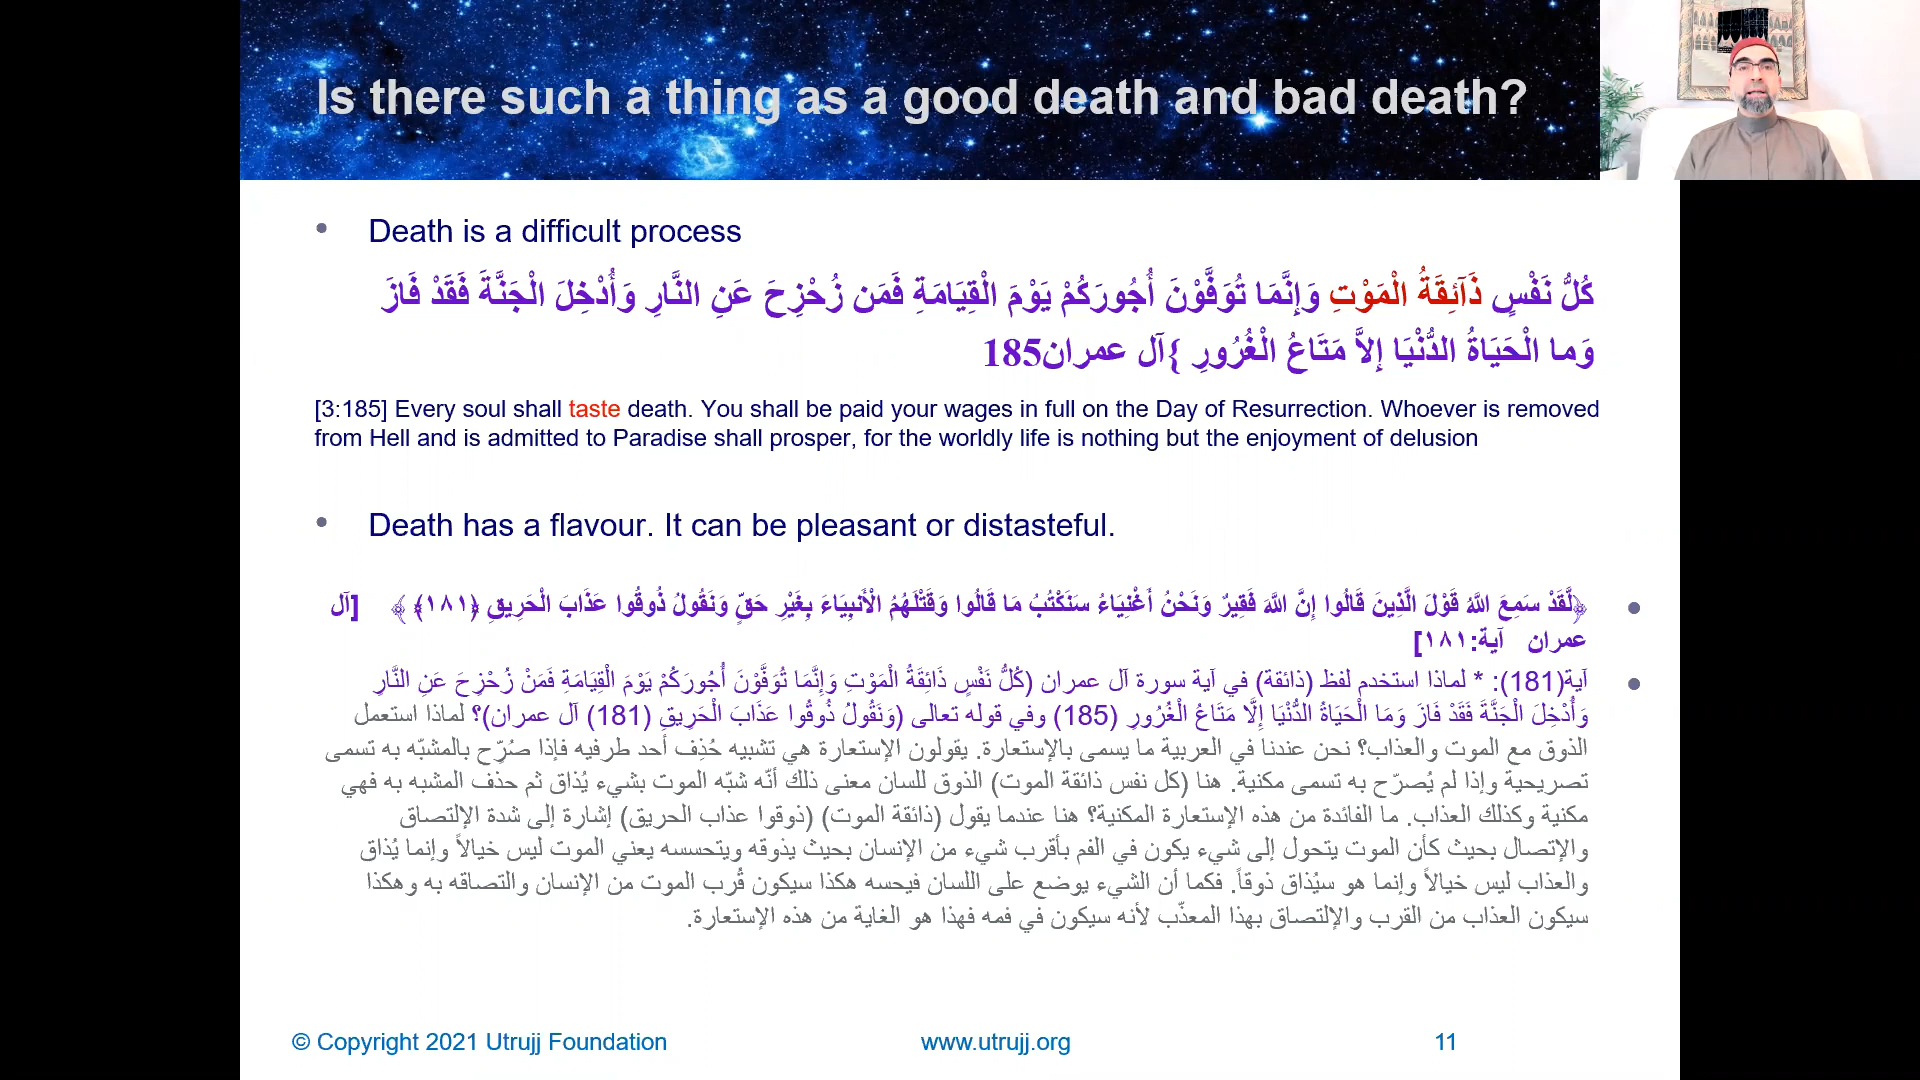 Is there such a thing as a good death and bad death?
• Death is a difficult process
كُلُّ نَفْسٍ ذَآئِقَةُ الْمَوْتِ وَإِنَّمَا تُوَفَّوْنَ أُجُورَكُمْ يَوْمَ الْقِيَامَةِ فَمَن زُحْزِحَ عَنِ النَّارِ وَأُدْخِلَ الْجَنَّةَ فَقَدْ فَازَ
وَما الْحَيَاةُ الدُّنْيَا إِلاَّ مَتَاعُ الْغُرُورِ }آل عمران185
[3:185] Every soul shall taste death. You shall be paid your wages in full on the Day of Resurrection. Whoever is removed
from Hell and is admitted to Paradise shall prosper, for the worldly life is nothing but the enjoyment of delusion
• Death has a flavour. It can be pleasant or distasteful.
• ﴿لَّقَدْ سَمِعَ اللَّهُ قَوْلَ الَّذِينَ قَالُوا إِنَّ اللَّهَ فَقِيرٌ وَنَحْنُ أَغْنِيَاءُ سَنَكْتُبُ مَا قَالُوا وَقَتْلَهُمُ الْأَنبِيَاءَ بِغَيْرِ حَقٍّ وَنَقُولُ ذُوقُوا عَذَابَ الْحَرِيقِ ﴿١٨١﴾ ﴾ [آل
عمران آية:١٨١]
• آية(181): * لماذا استخدم لفظ (ذائقة) في آية سورة آل عمران (كُلُّ نَفْسٍ ذَائِقَةُ الْمَوْتِ وَإِنَّمَا تُوَفَّوْنَ أُجُورَكُمْ يَوْمَ الْقِيَامَةِ فَمَنْ زُحْزِحَ عَنِ النَّارِ
وَأُدْخِلَ الْجَنَّةَ فَقَدْ فَازَ وَمَا الْحَيَاةُ الدُّنْيَا إِلَّا مَتَاعُ الْغُرُورِ (185) وفي قوله تعالى (وَنَقُولُ ذُوقُوا عَذَابَ الْحَرِيقِ (181) آل عمران)؟ لماذا استعمل
الذوق مع الموت والعذاب؟ نحن عندنا في العربية ما يسمى بالإستعارة. يقولون الإستعارة هي تشبيه حُذِف أحد طرفيه فإذا صُرِّح بالمشبّه به تسمى
تصريحية وإذا لم يُصرّح به تسمى مكنية. هنا (كل نفس ذائقة الموت) الذوق للسان معنى ذلك أنّه شبّه الموت بشيء يُذاق ثم حذف المشبه به فهي
مكنية وكذلك العذاب. ما الفائدة من هذه الإستعارة المكنية؟ هنا عندما يقول (ذائقة الموت) (ذوقوا عذاب الحريق) إشارة إلى شدة الإلتصاق
والإتصال بحيث كأن الموت يتحول إلى شيء يكون في الفم بأقرب شيء من الإنسان بحيث يذوقه ويتحسسه يعني الموت ليس خيالاً وإنما يُذاق
والعذاب ليس خيالاً وإنما هو سيُذاق ذوقاً. فكما أن الشيء يوضع على اللسان فيحسه هكذا سيكون قُرب الموت من الإنسان والتصاقه به وهكذا
سيكون العذاب من القرب والإلتصاق بهذا المعذّب لأنه سيكون في فمه فهذا هو الغاية من هذه الإستعارة.
© Copyright 2021 Utrujj Foundation
www.utrujj.org
11